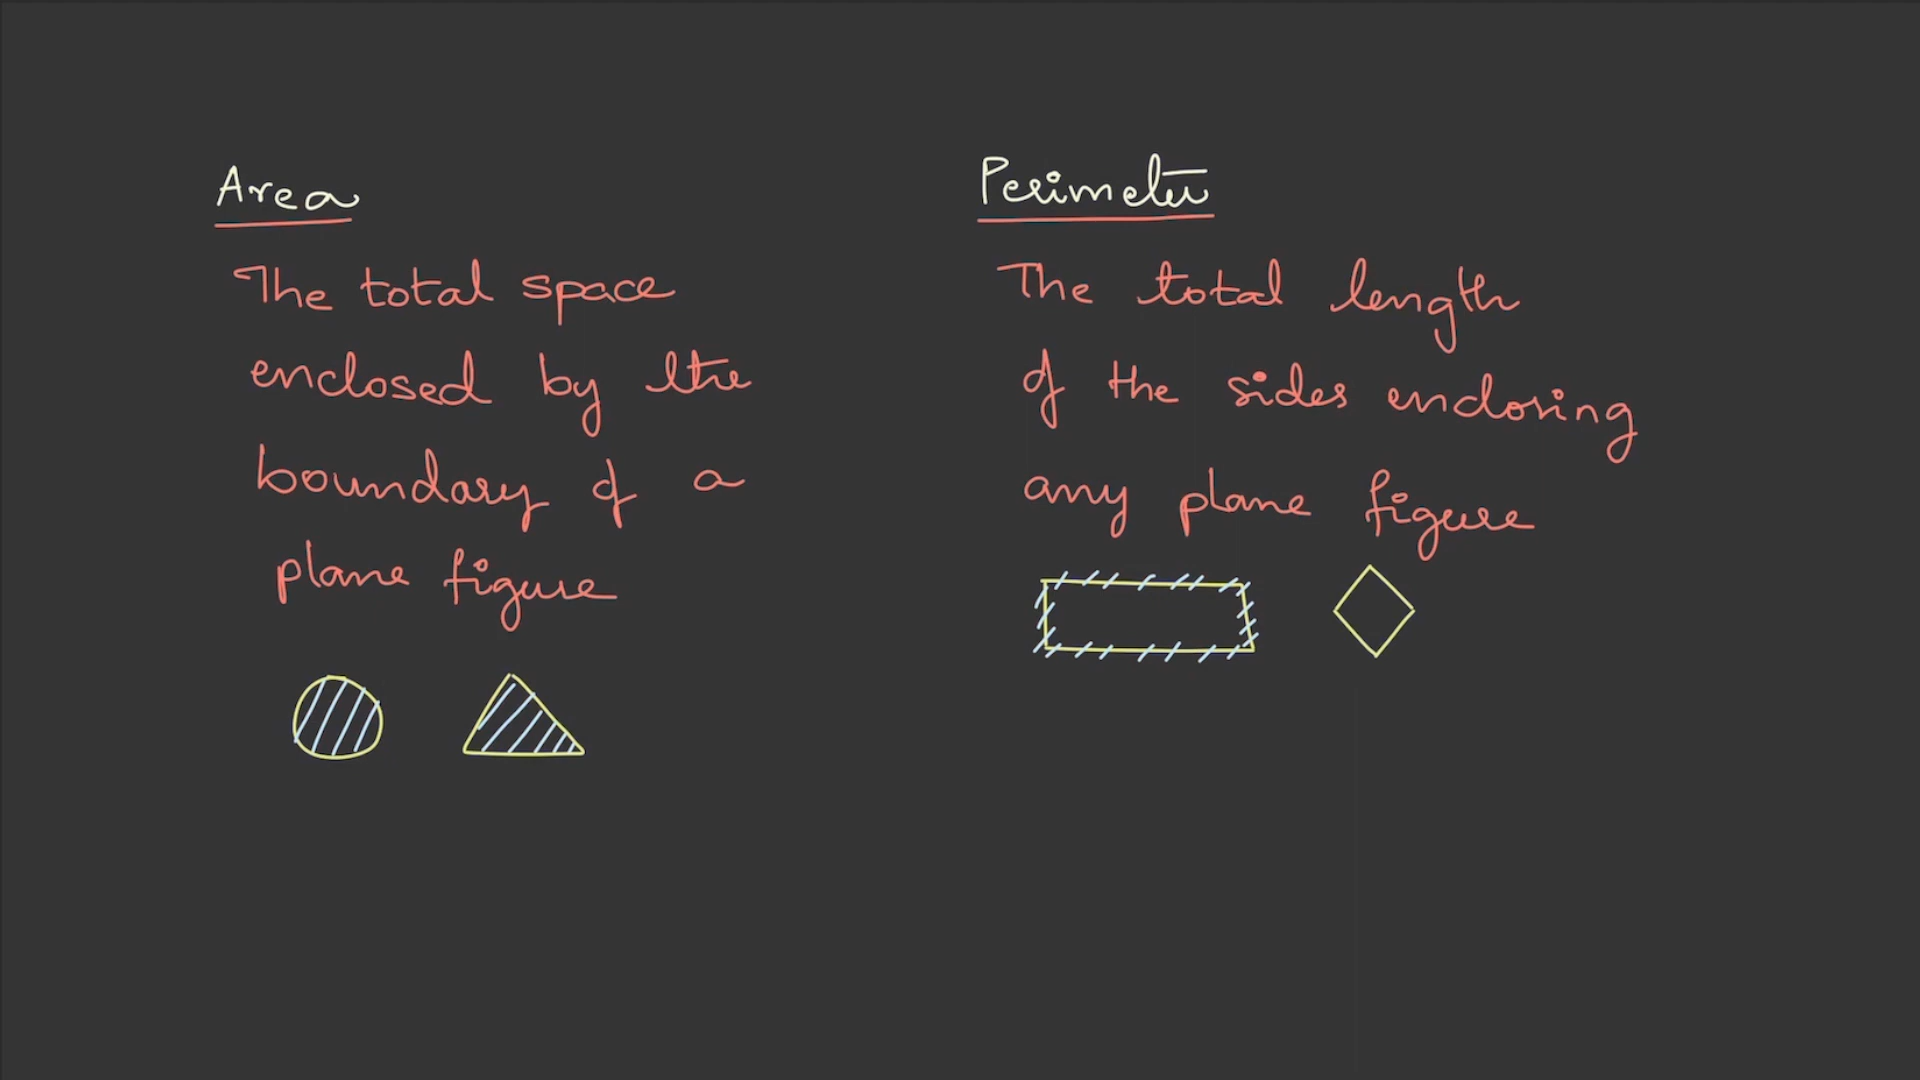 Area
The total space
enclosed by the
boundary of a
plane figure
Perimeter
The total length
of the sides enclosing
any plane figure